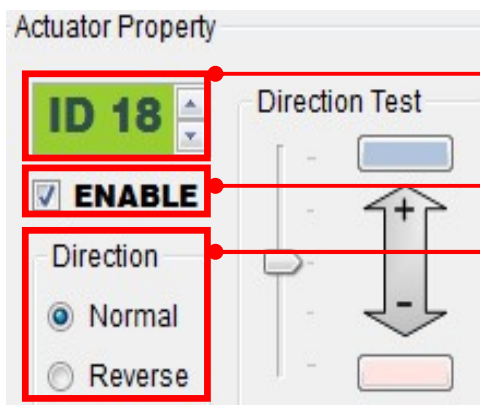 Actuator Property
ID 18
ENABLE
Direction
Normal
Reverse
Direction Test
+
-